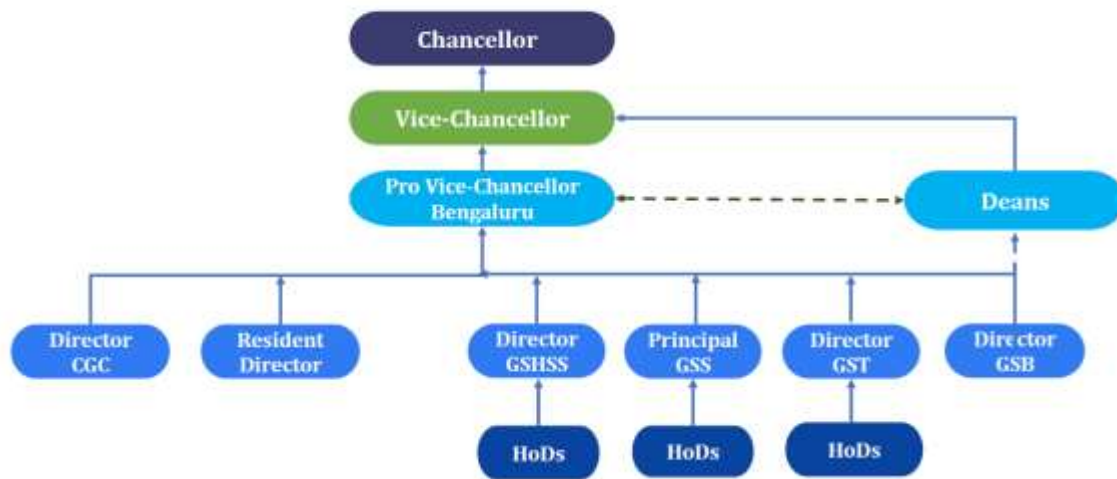 Chancellor
Vice-Chancellor
Pro Vice-Chancellor
Bengaluru
Deans
Director
CGC
Resident
Director
Director
GSHSS
Principal
GSS
Director
GST
Director
GSB
HoDs
HoDs
HoDs